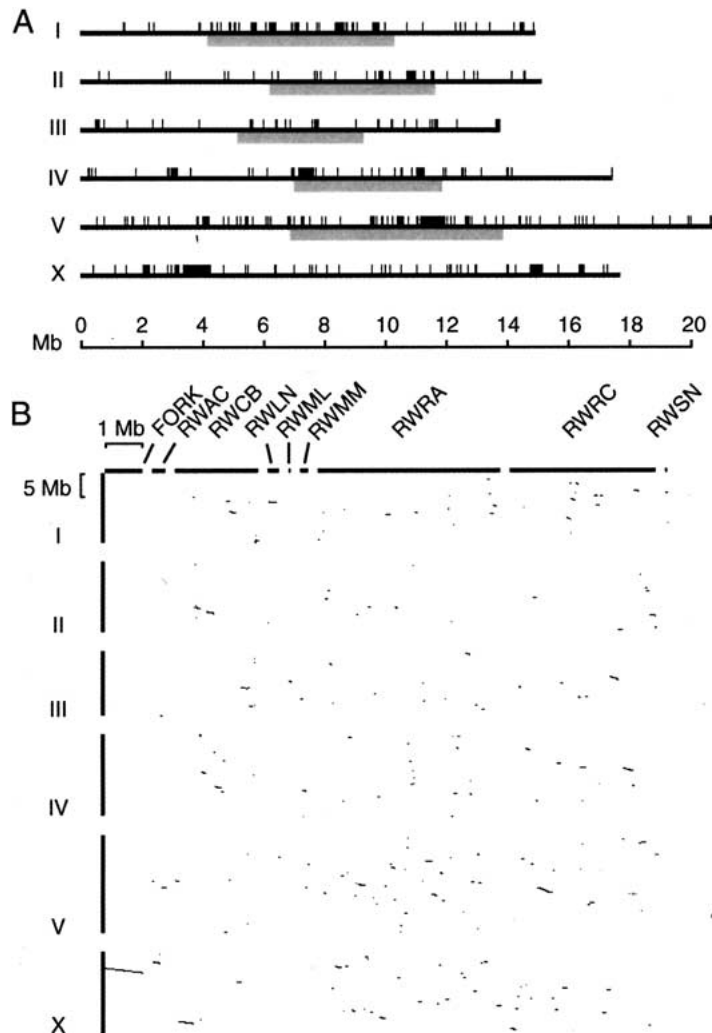 A
I
II
III
IV
V
X
Mb 0 2 4 6 8 10 12 14 16 18 20
B
1 Mb FORK RWAC RWCB RWLN RWML RWMM RWRA RWRC RWSN
5 Mb
I
II
III
IV
V
X